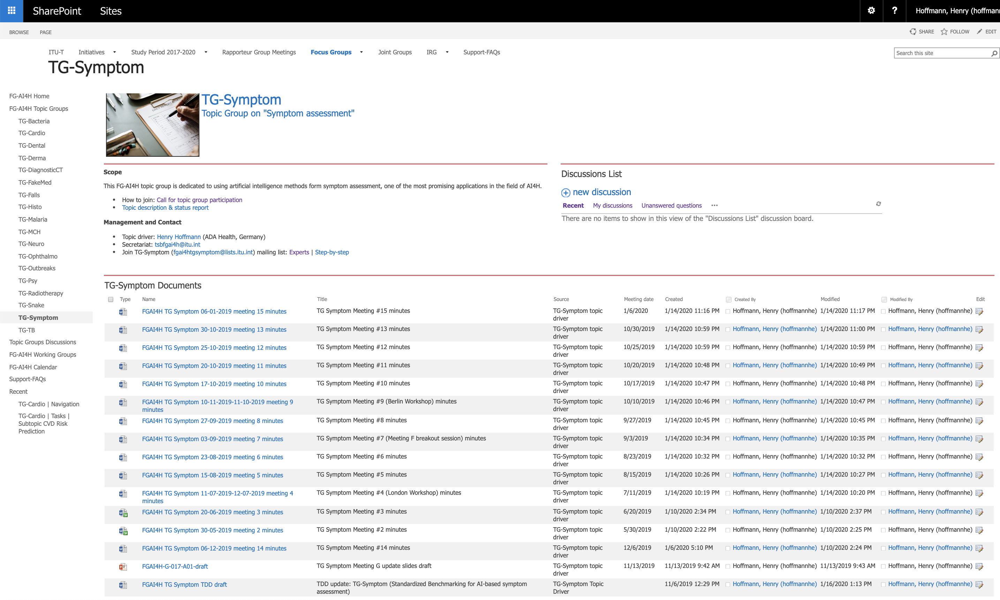 SharePoint Sites Hoffmann, Henry (hoffmann
BROWSE PAGE SHARE FOLLOW EDIT
ITU-T Initiatives Study Period 2017-2020 Rapporteur Group Meetings Focus Groups Joint Groups IRG Support-FAQs
Search this site
TG-Symptom
FG-AI4H Home
FG-AI4H Topic Groups
TG-Bacteria
TG-Cardio
TG-Dental
TG-Derma
TG-DiagnosticCT
TG-FakeMed
TG-Falls
TG-Histo
TG-Malaria
TG-MCH
TG-Neuro
TG-Ophthalmo
TG-Outbreaks
TG-Psy
TG-Radiotherapy
TG-Snake
TG-Symptom
TG-TB
Topic Groups Discussions
FG-AI4H Working Groups
FG-AI4H Calendar
Support-FAQs
Recent
TG-Cardio | Navigation
TG-Cardio | Tasks |
Subtopic CVD Risk
Prediction
DAILY REPORT
TG-Symptom
Topic Group on "Symptom assessment"
Scope
This FG-AI4H topic group is dedicated to using artificial intelligence methods form symptom assessment, one of the most promising applications in the field of AI4H.
• How to join: Call for topic group participation
• Topic description & status report
Management and Contact
• Topic driver: Henry Hoffmann (ADA Health, Germany)
• Secretariat: tsbfgai4h@itu.int
• Join TG-Symptom (fgai4htgsymptom@lists.itu.int) mailing list: Experts | Step-by-step
Discussions List
new discussion
Recent My discussions Unanswered questions ...
There are no items to show in this view of the "Discussions List" discussion board.
TG-Symptom Documents
Type Name Title Source Meeting date Created Created By Modified Modified By Edit
FGAI4H TG Symptom 06-01-2019 meeting 15 minutes TG Symptom Meeting #15 minutes TG-Symptom topic 1/6/2020 1/14/2020 11:16 PM Hoffmann, Henry (hoffmannhe) 1/14/2020 11:17 PM Hoffmann, Henry (hoffmannhe)
driver
FGAI4H TG Symptom 30-10-2019 meeting 13 minutes TG Symptom Meeting #13 minutes TG-Symptom topic 10/30/2019 1/14/2020 10:59 PM Hoffmann, Henry (hoffmannhe) 1/14/2020 11:00 PM Hoffmann, Henry (hoffmannhe)
driver
FGAI4H TG Symptom 25-10-2019 meeting 12 minutes TG Symptom Meeting #12 minutes TG-Symptom topic 10/25/2019 1/14/2020 10:59 PM Hoffmann, Henry (hoffmannhe) 1/14/2020 10:59 PM Hoffmann, Henry (hoffmannhe)
driver
FGAI4H TG Symptom 20-10-2019 meeting 11 minutes TG Symptom Meeting #11 minutes TG-Symptom topic 10/20/2019 1/14/2020 10:48 PM Hoffmann, Henry (hoffmannhe) 1/14/2020 10:49 PM Hoffmann, Henry (hoffmannhe)
driver
FGAI4H TG Symptom 17-10-2019 meeting 10 minutes TG Symptom Meeting #10 minutes TG-Symptom topic 10/17/2019 1/14/2020 10:47 PM Hoffmann, Henry (hoffmannhe) 1/14/2020 10:48 PM Hoffmann, Henry (hoffmannhe)
driver
FGAI4H TG Symptom 10-11-2019-11-10-2019 meeting 9 TG Symptom Meeting #9 (Berlin Workshop) minutes TG-Symptom topic 10/10/2019 1/14/2020 10:46 PM Hoffmann, Henry (hoffmannhe) 1/14/2020 10:47 PM Hoffmann, Henry (hoffmannhe)
minutes driver
FGAI4H TG Symptom 27-09-2019 meeting 8 minutes TG Symptom Meeting #8 minutes TG-Symptom topic 9/27/2019 1/14/2020 10:45 PM Hoffmann, Henry (hoffmannhe) 1/14/2020 10:45 PM Hoffmann, Henry (hoffmannhe)
driver
FGAI4H TG Symptom 03-09-2019 meeting 7 minutes TG Symptom Meeting #7 (Meeting F breakout session) minutes TG-Symptom topic 9/3/2019 1/14/2020 10:34 PM Hoffmann, Henry (hoffmannhe) 1/14/2020 10:35 PM Hoffmann, Henry (hoffmannhe)
driver
FGAI4H TG Symptom 23-08-2019 meeting 6 minutes TG Symptom Meeting #6 minutes TG-Symptom topic 8/23/2019 1/14/2020 10:32 PM Hoffmann, Henry (hoffmannhe) 1/14/2020 10:32 PM Hoffmann, Henry (hoffmannhe)
driver
FGAI4H TG Symptom 15-08-2019 meeting 5 minutes TG Symptom Meeting #5 minutes TG-Symptom topic 8/15/2019 1/14/2020 10:26 PM Hoffmann, Henry (hoffmannhe) 1/14/2020 10:27 PM Hoffmann, Henry (hoffmannhe)
driver
FGAI4H TG Symptom 11-07-2019-12-07-2019 meeting 4 TG Symptom Meeting #4 (London Workshop) minutes TG-Symptom topic 7/11/2019 1/14/2020 10:19 PM Hoffmann, Henry (hoffmannhe) 1/14/2020 10:20 PM Hoffmann, Henry (hoffmannhe)
minutes driver
FGAI4H TG Symptom 20-06-2019 meeting 3 minutes TG Symptom Meeting #3 minutes TG-Symptom topic 6/20/2019 1/10/2020 2:34 PM Hoffmann, Henry (hoffmannhe) 1/10/2020 2:37 PM Hoffmann, Henry (hoffmannhe)
driver
FGAI4H TG Symptom 30-05-2019 meeting 2 minutes TG Symptom Meeting #2 minutes TG-Symptom topic 5/30/2019 1/10/2020 2:22 PM Hoffmann, Henry (hoffmannhe) 1/10/2020 2:25 PM Hoffmann, Henry (hoffmannhe)
driver
FGAI4H TG Symptom 06-12-2019 meeting 14 minutes TG Symptom Meeting #14 minutes TG-Symptom topic 12/6/2019 1/6/2020 5:10 PM Hoffmann, Henry (hoffmannhe) 1/10/2020 2:24 PM Hoffmann, Henry (hoffmannhe)
driver
FGAI4H-G-017-A01-draft TG Symptom Meeting G update slides draft TG-Symptom topic 11/13/2019 11/13/2019 9:42 AM Hoffmann, Henry (hoffmannhe) 11/13/2019 9:43 AM Hoffmann, Henry (hoffmannhe)
driver
FGAI4H TG Symptom TDD draft TDD update: TG-Symptom (Standardized Benchmarking for AI-based symptom TG-Symptom Topic 11/6/2019 12:29 PM Hoffmann, Henry (hoffmannhe) 1/16/2020 1:13 PM Hoffmann, Henry (hoffmannhe)
assessment) Driver